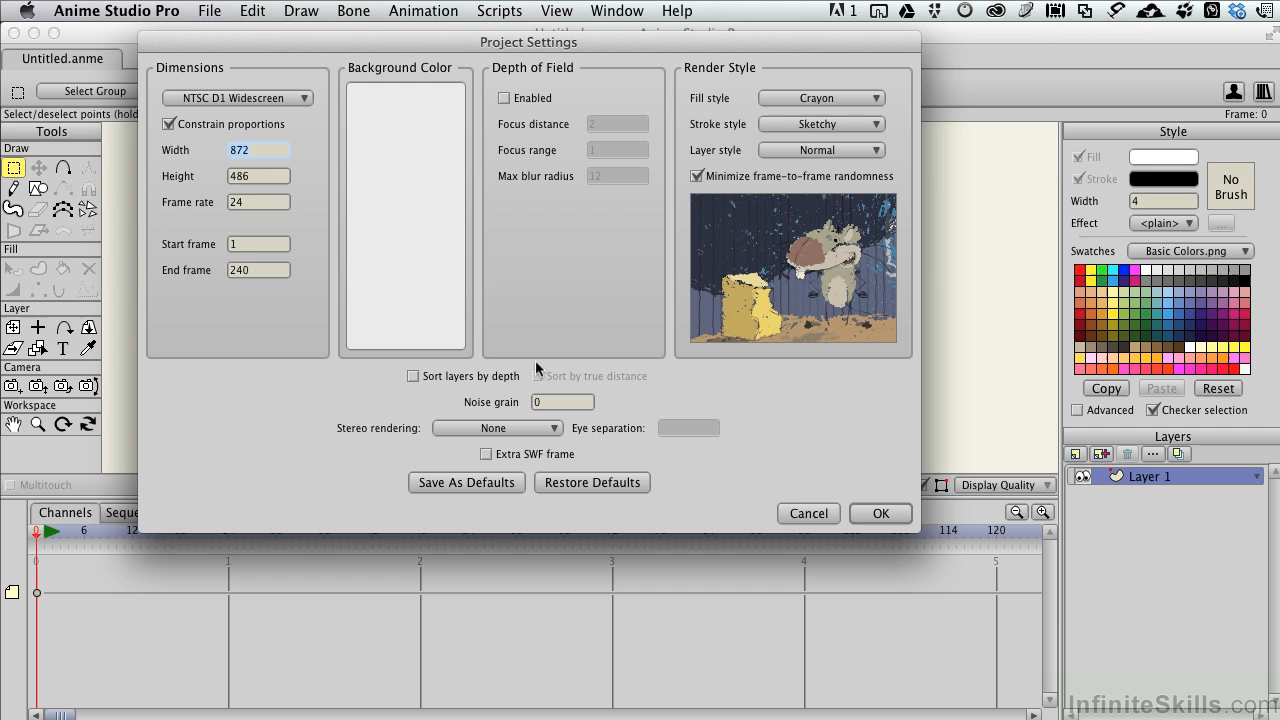 Anime Studio Pro File Edit Draw Bone Animation Scripts View Window Help 1
Project Settings
Untitled.anme
Select Group
Select/deselect points (hold
Frame: 0
Tools
Draw
Fill
Layer
Camera
Workspace
Dimensions
NTSC D1 Widescreen
Constrain proportions
Width 872
Height 486
Frame rate 24
Start frame 1
End frame 240
Background Color
Depth of Field
Enabled
Focus distance 2
Focus range 1
Max blur radius 12
Render Style
Fill style Crayon
Stroke style Sketchy
Layer style Normal
Minimize frame-to-frame randomness
Sort layers by depth Sort by true distance
Noise grain 0
Stereo rendering: None Eye separation:
Extra SWF frame
Save As Defaults Restore Defaults
Cancel OK
Style
Fill
Stroke
No
Brush
Width 4
Effect <plain> ...
Swatches Basic Colors.png
Copy Paste Reset
Advanced Checker selection
Layers
Layer 1
Multitouch
Display Quality
Channels Seque
0 6 12 114 120
0 1 2 3 4 5
InfiniteSkills.com